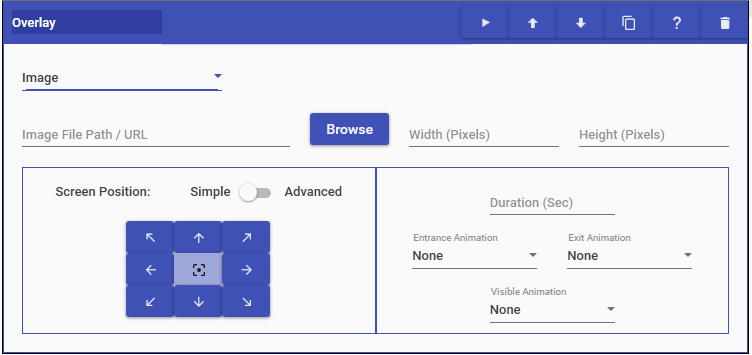 Overlay
?
Image
Image File Path / URL
Browse
Width (Pixels)
Height (Pixels)
Screen Position:
Simple
Advanced
Duration (Sec)
Entrance Animation
Exit Animation
None
None
Visible Animation
None